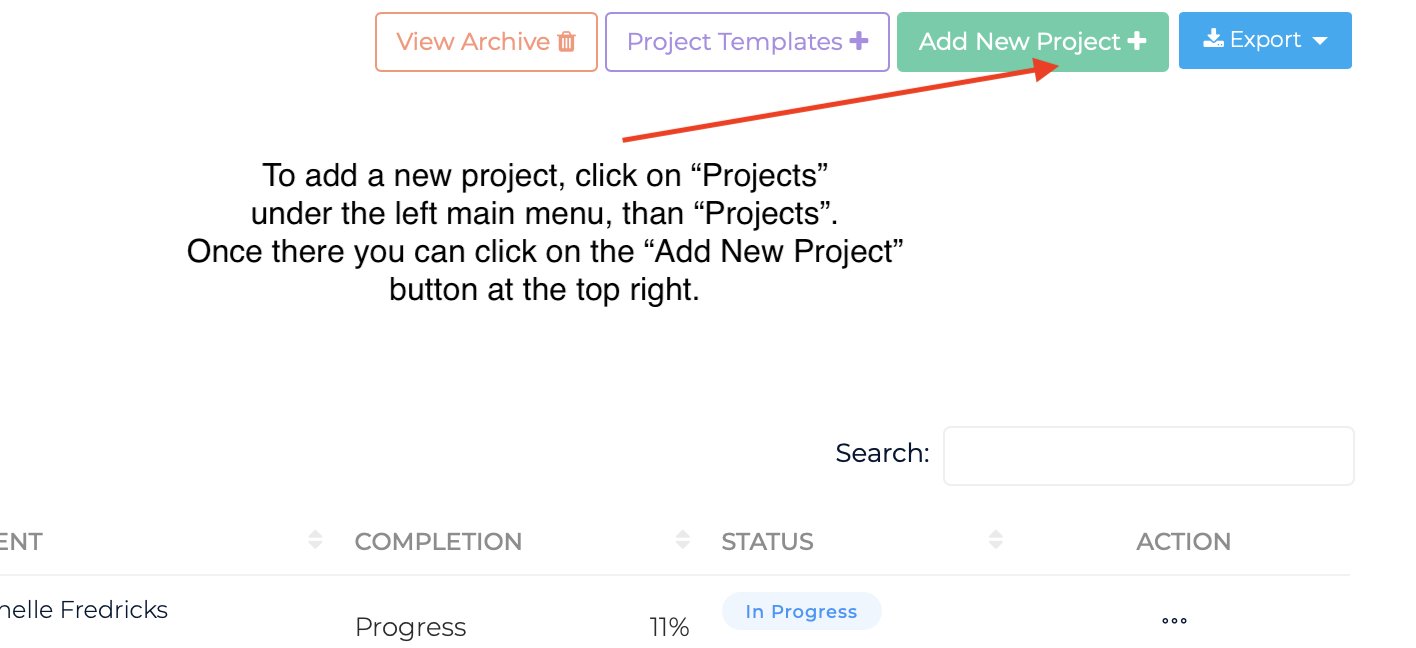 View Archive
Project Templates +
Add New Project +
Export
To add a new project, click on “Projects”
under the left main menu, than “Projects”.
Once there you can click on the “Add New Project”
button at the top right.
Search:
ENT
COMPLETION
STATUS
ACTION
nelle Fredricks
Progress
11%
In Progress